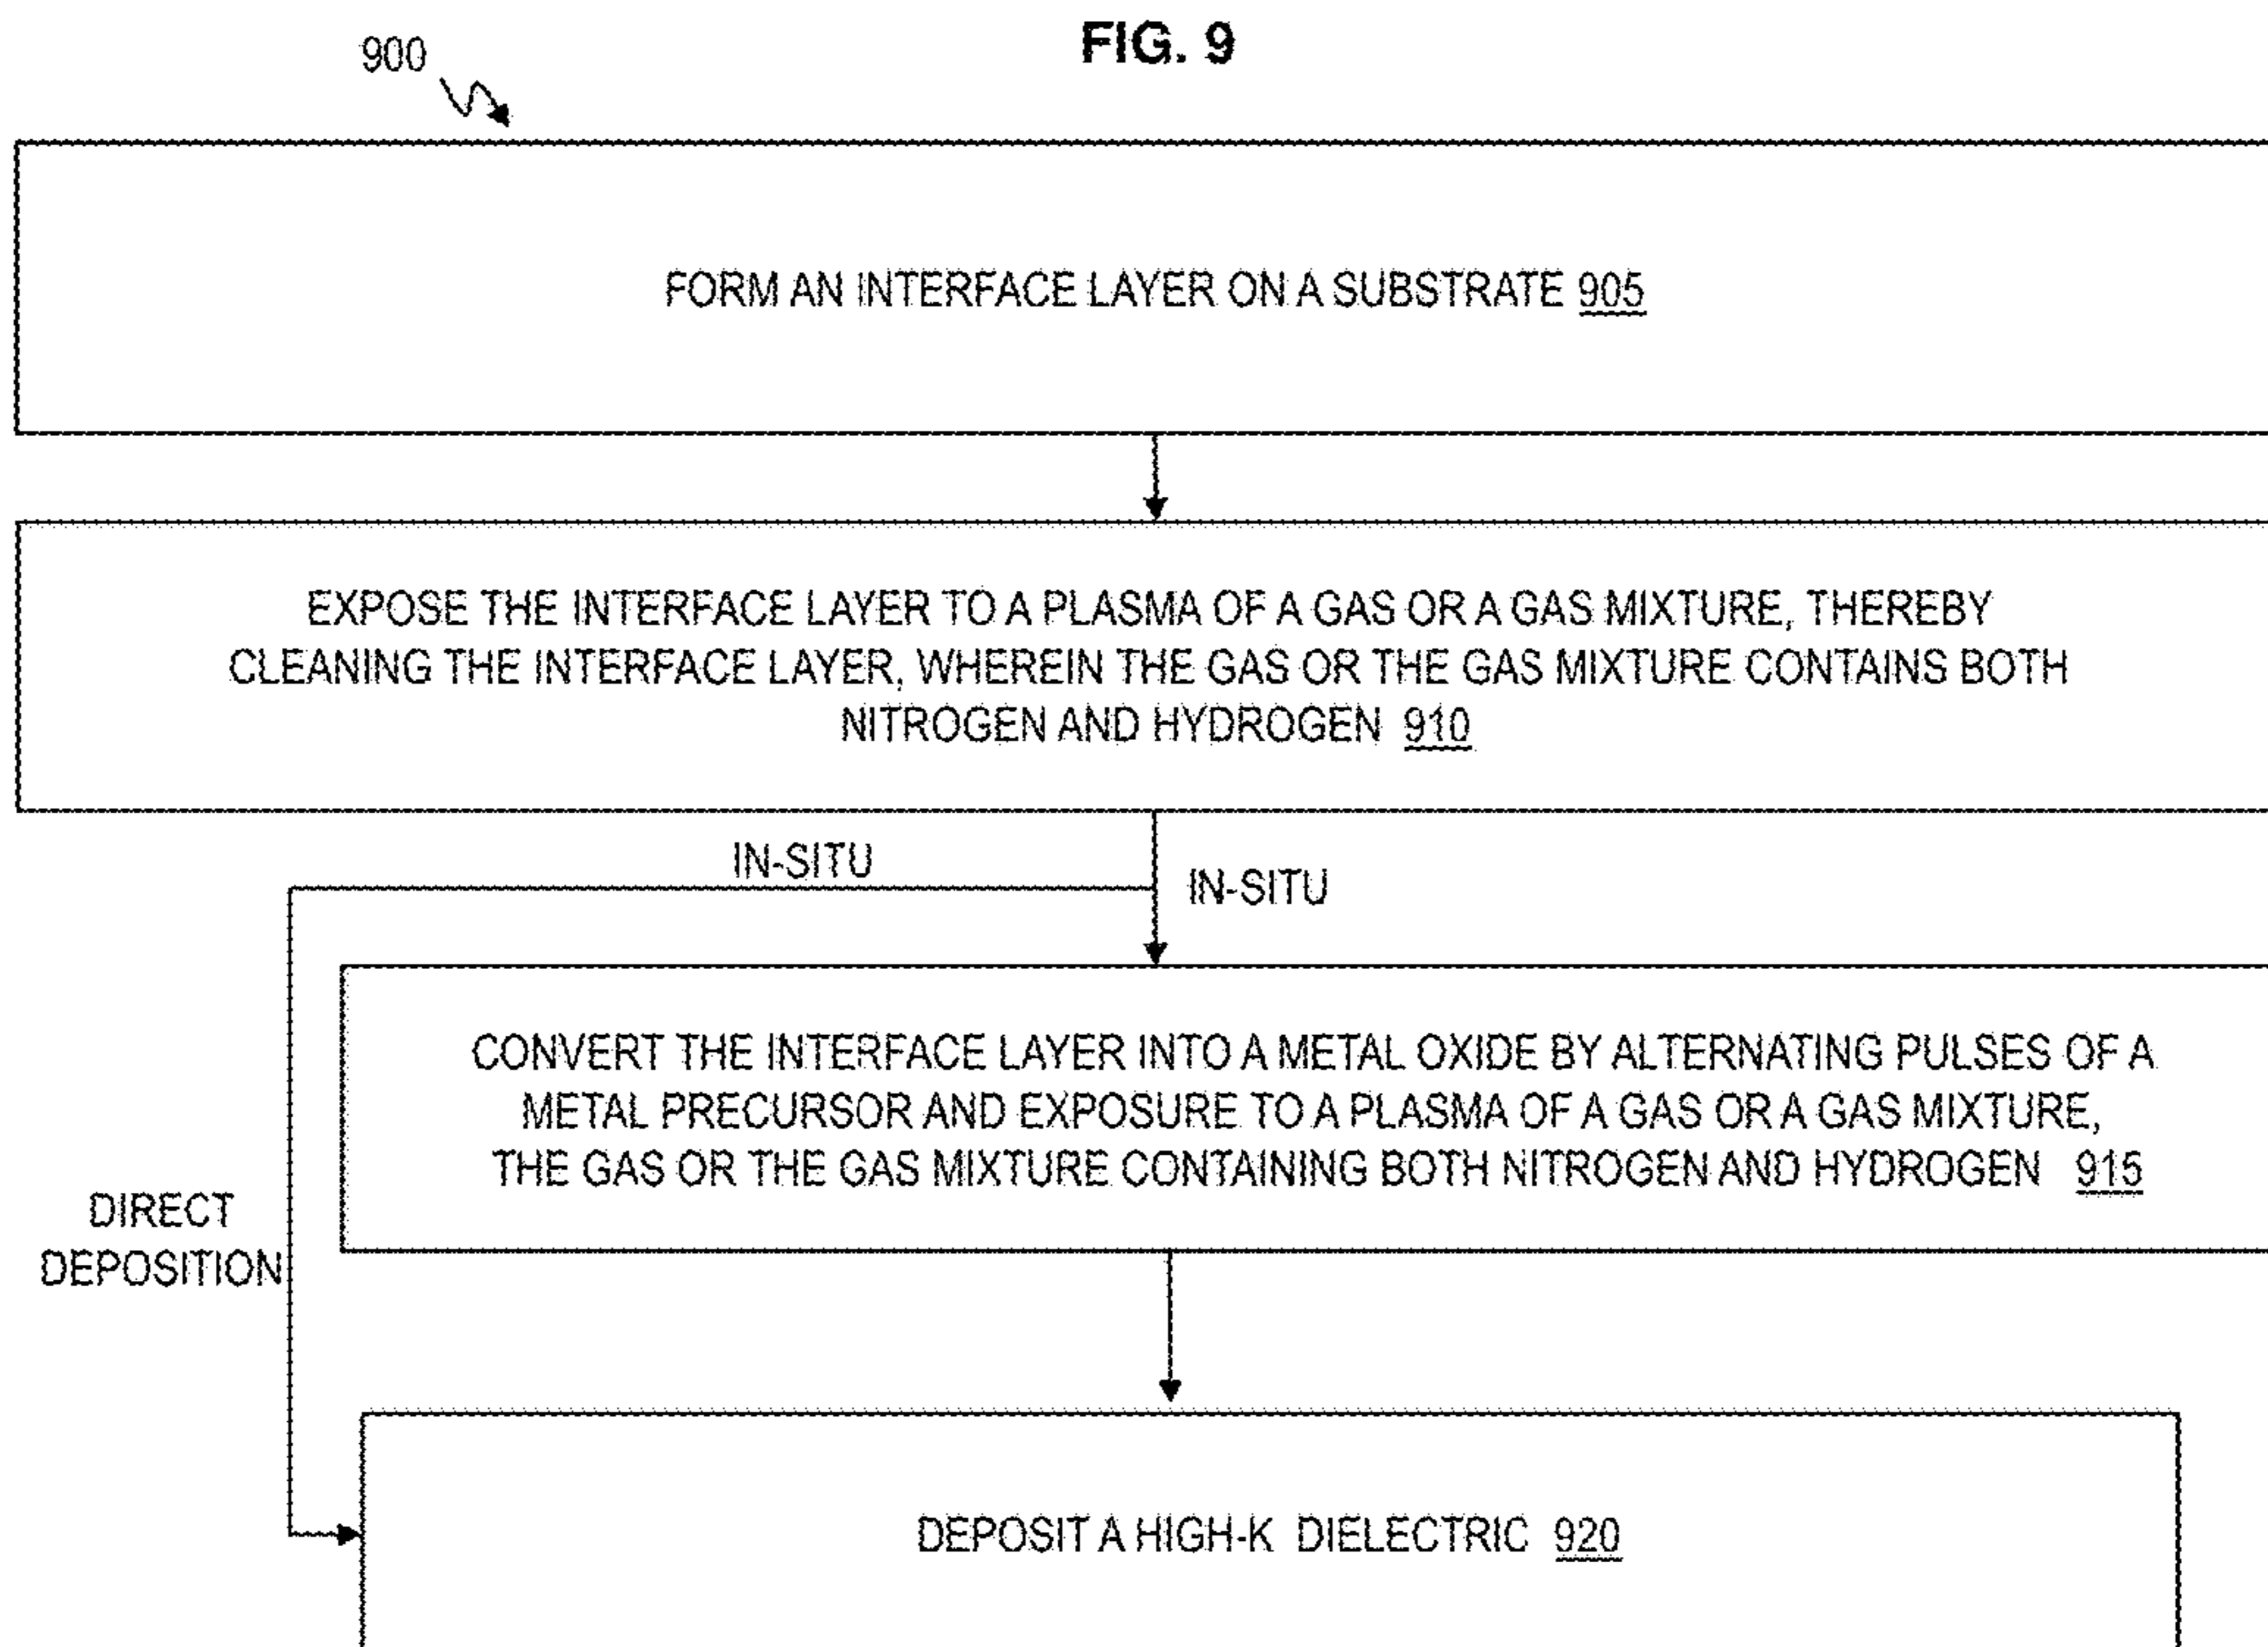 FIG. 9
900
FORM AN INTERFACE LAYER ON A SUBSTRATE 905
EXPOSE THE INTERFACE LAYER TO A PLASMA OF A GAS OR A GAS MIXTURE, THEREBY
CLEANING THE INTERFACE LAYER, WHEREIN THE GAS OR THE GAS MIXTURE CONTAINS BOTH
NITROGEN AND HYDROGEN 910
IN-SITU
IN-SITU
CONVERT THE INTERFACE LAYER INTO A METAL OXIDE BY ALTERNATING PULSES OF A
METAL PRECURSOR AND EXPOSURE TO A PLASMA OF A GAS OR A GAS MIXTURE,
THE GAS OR THE GAS MIXTURE CONTAINING BOTH NITROGEN AND HYDROGEN 915
DIRECT
DEPOSITION
DEPOSIT A HIGH-K DIELECTRIC 920